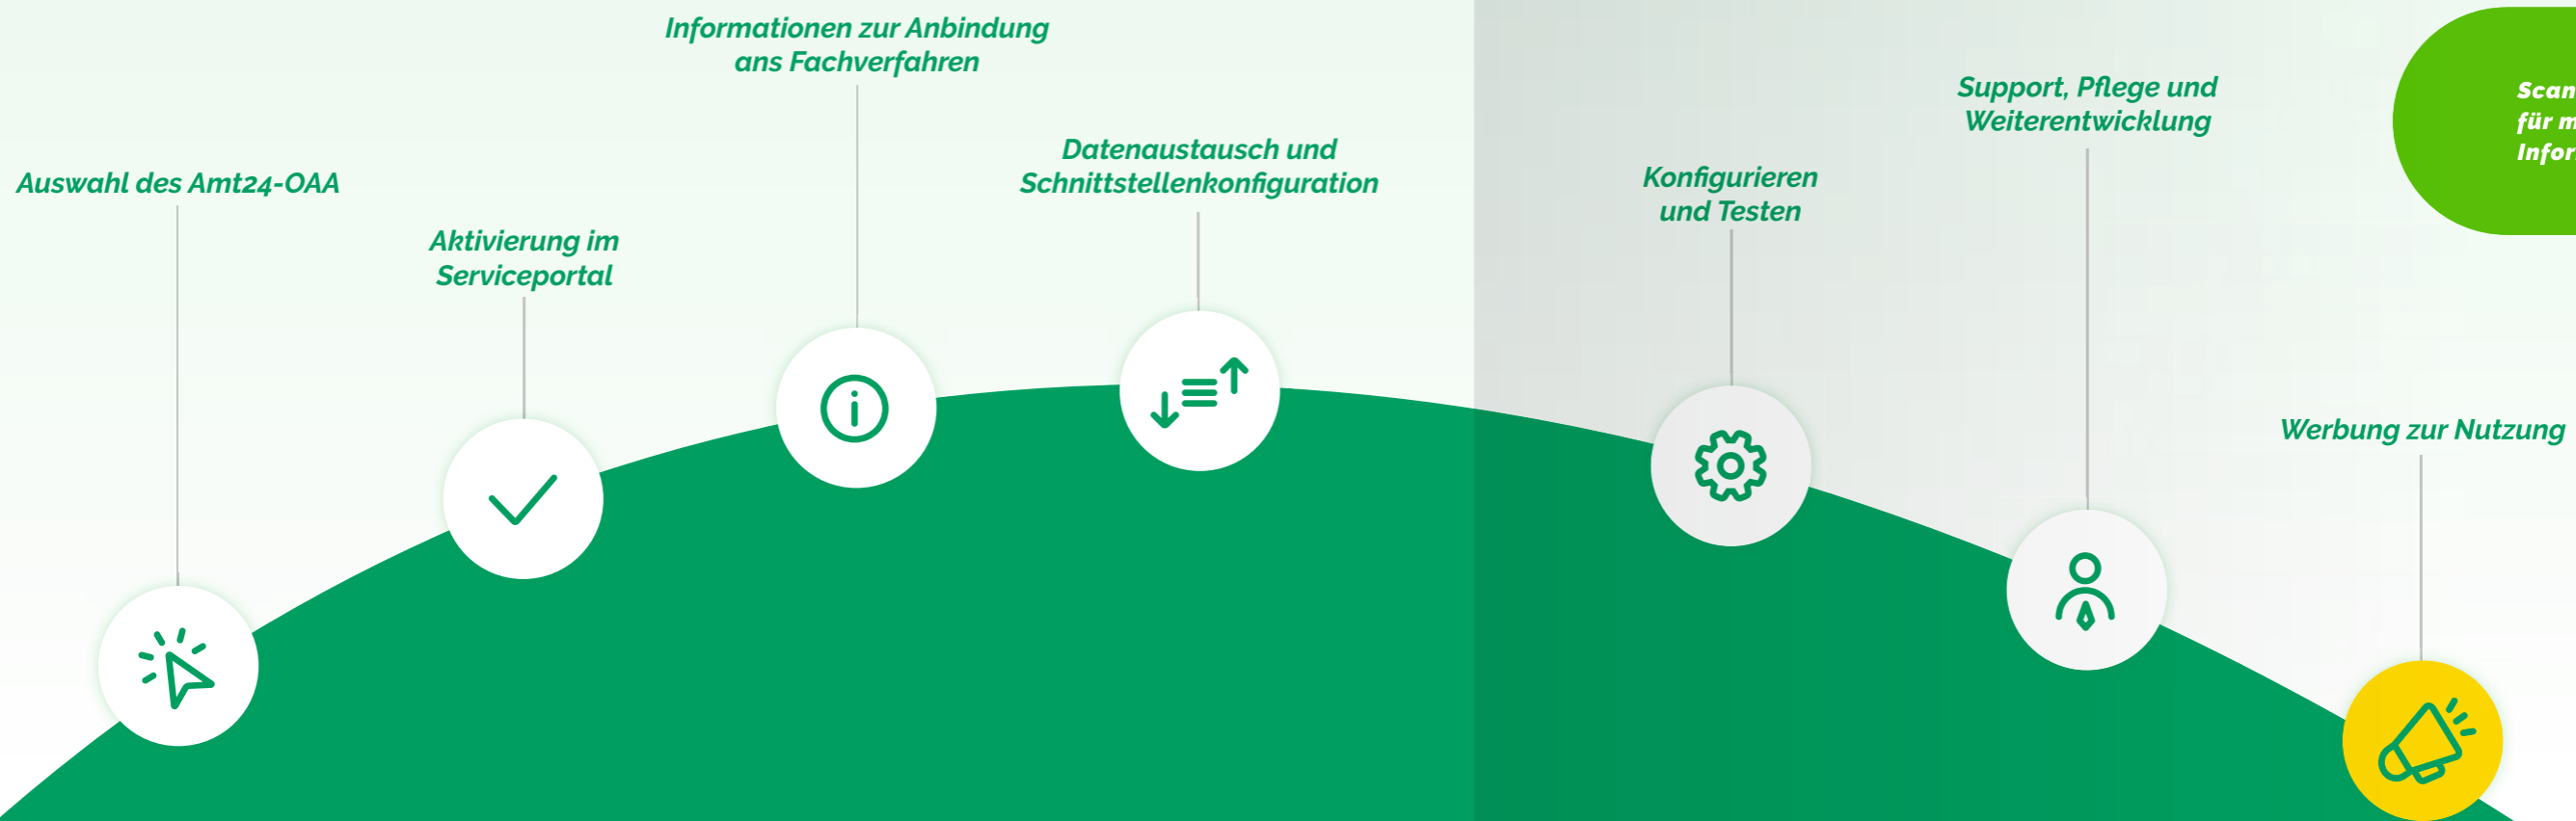 Auswahl des Amt24-OAA
Aktivierung im
Serviceportal
Informationen zur Anbindung
ans Fachverfahren
Datenaustausch und
Schnittstellenkonfiguration
Konfigurieren
und Testen
Support, Pflege und
Weiterentwicklung
Werbung zur Nutzung
für